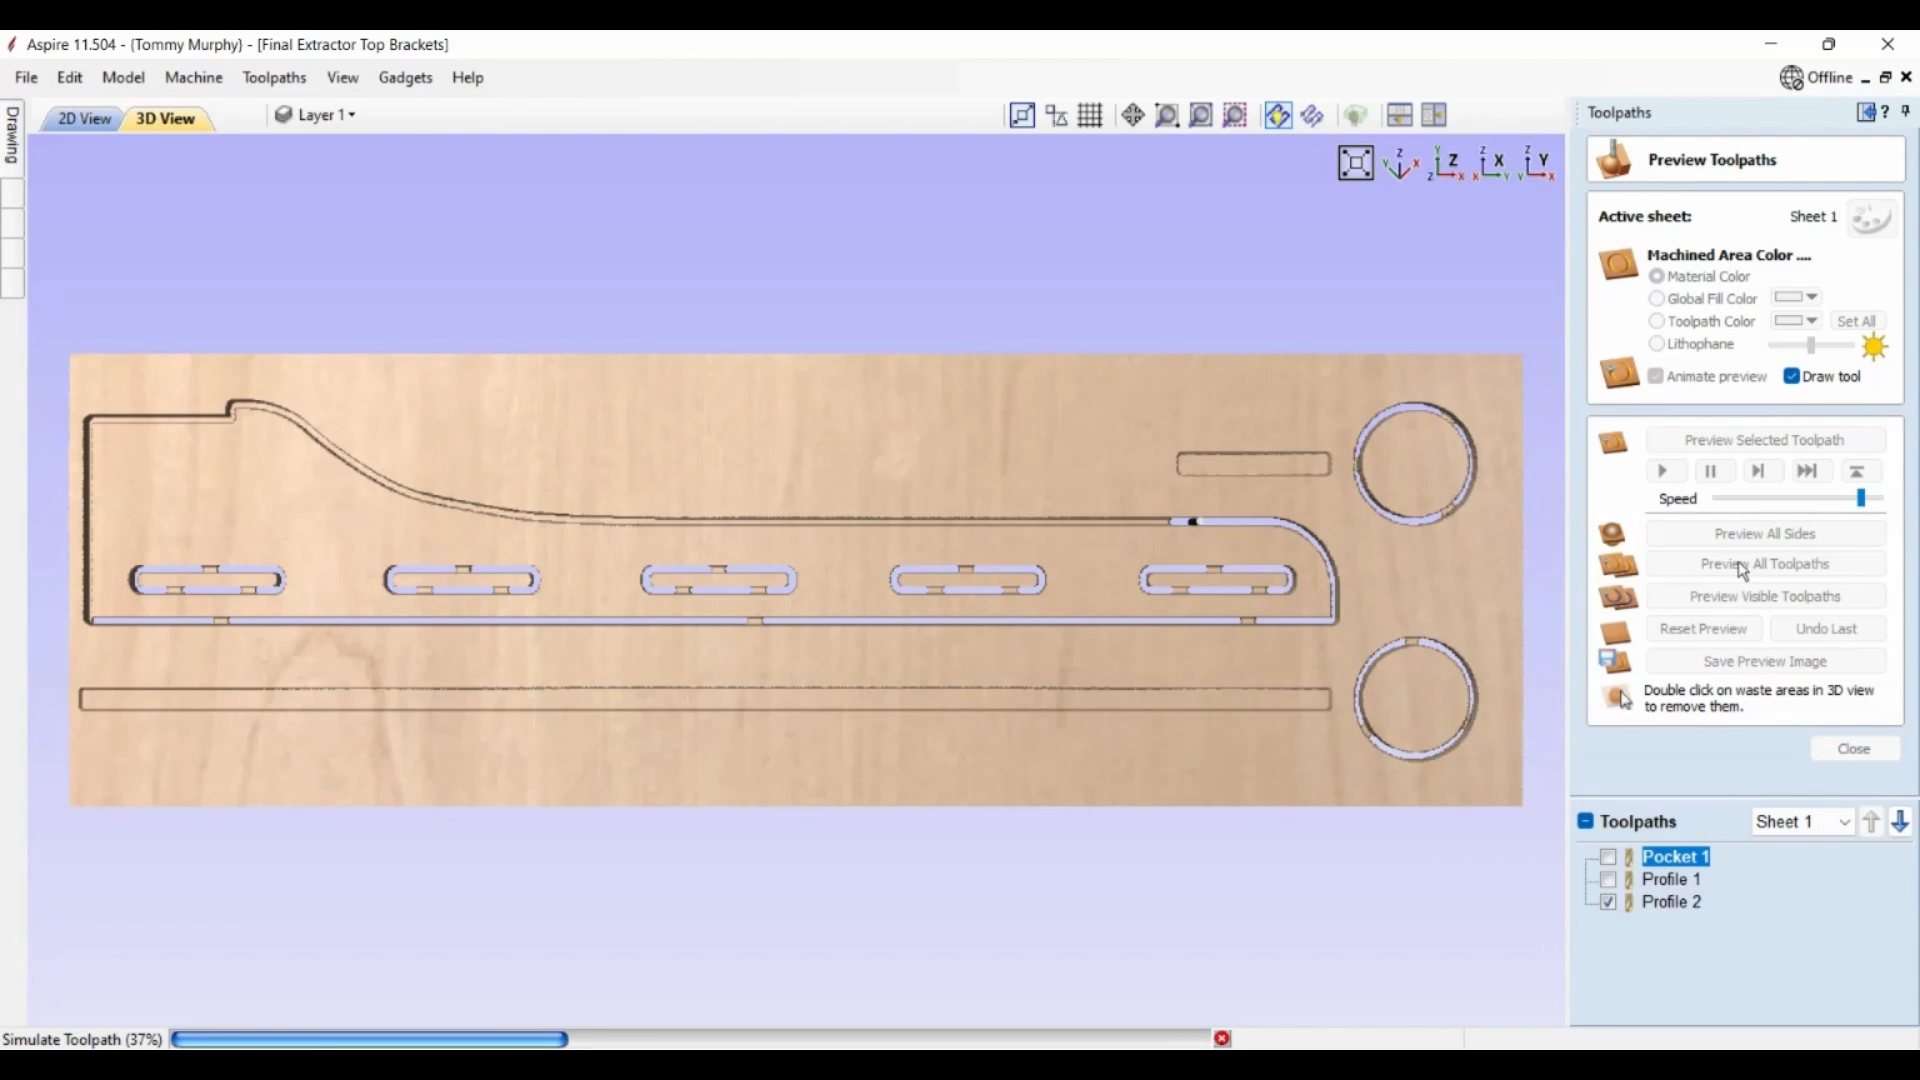 Aspire 11.504 - {Tommy Murphy} - [Final Extractor Top Brackets]
File Edit Model Machine Toolpaths View Gadgets Help
Offline
Drawing
2D View
3D View
Layer 1
Toolpaths
?
Z
Y X
Y
Z
Z X
Z
X
X Y
Z
Y
Y X
Preview Toolpaths
Active sheet: Sheet 1
Machined Area Color ....
Material Color
Global Fill Color
Toolpath Color Set All
Lithophane
Animate preview Draw tool
Preview Selected Toolpath
Speed
Preview All Sides
Preview All Toolpaths
Preview Visible Toolpaths
Reset Preview Undo Last
Save Preview Image
Double click on waste areas in 3D view
to remove them.
Close
Toolpaths Sheet 1
Pocket 1
Profile 1
Profile 2
Simulate Toolpath (37%)